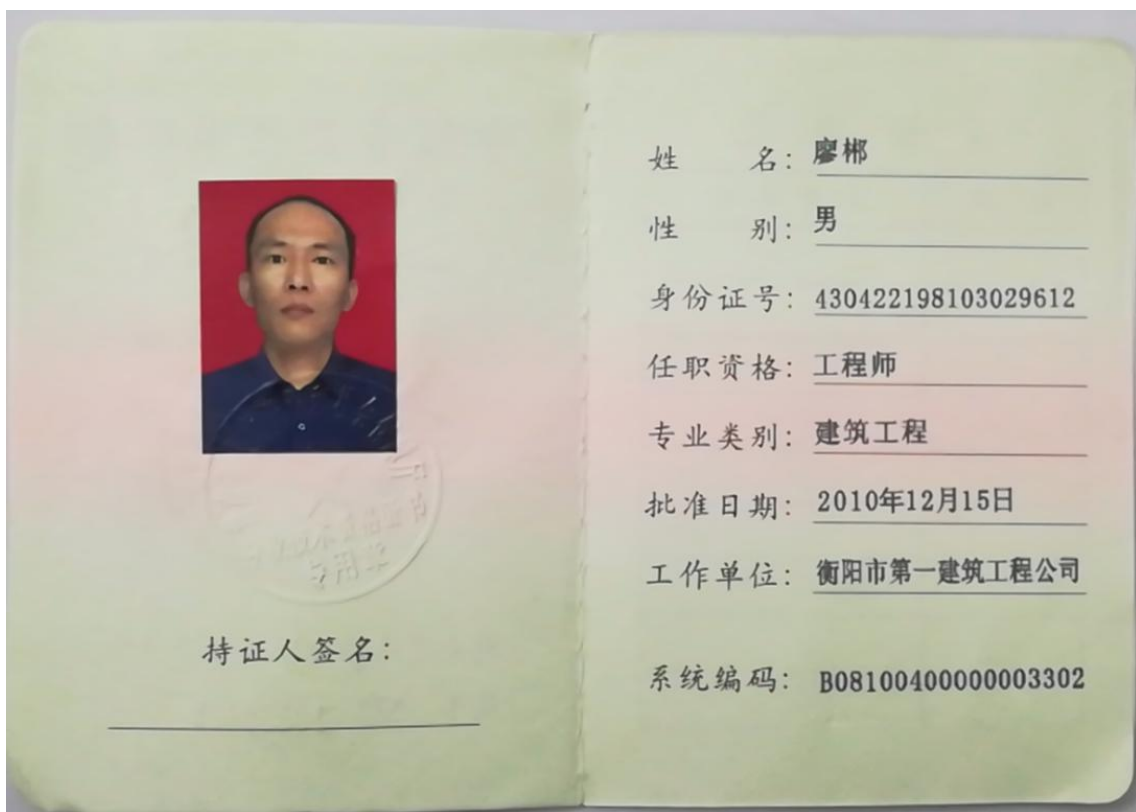 持证人签名：
姓 名：廖郴
性 别：男
身份证号：430422198103029612
任职资格：工程师
专业类别：建筑工程
批准日期：2010年12月15日
工作单位：衡阳市第一建筑工程公司
系统编码：B08100400000003302